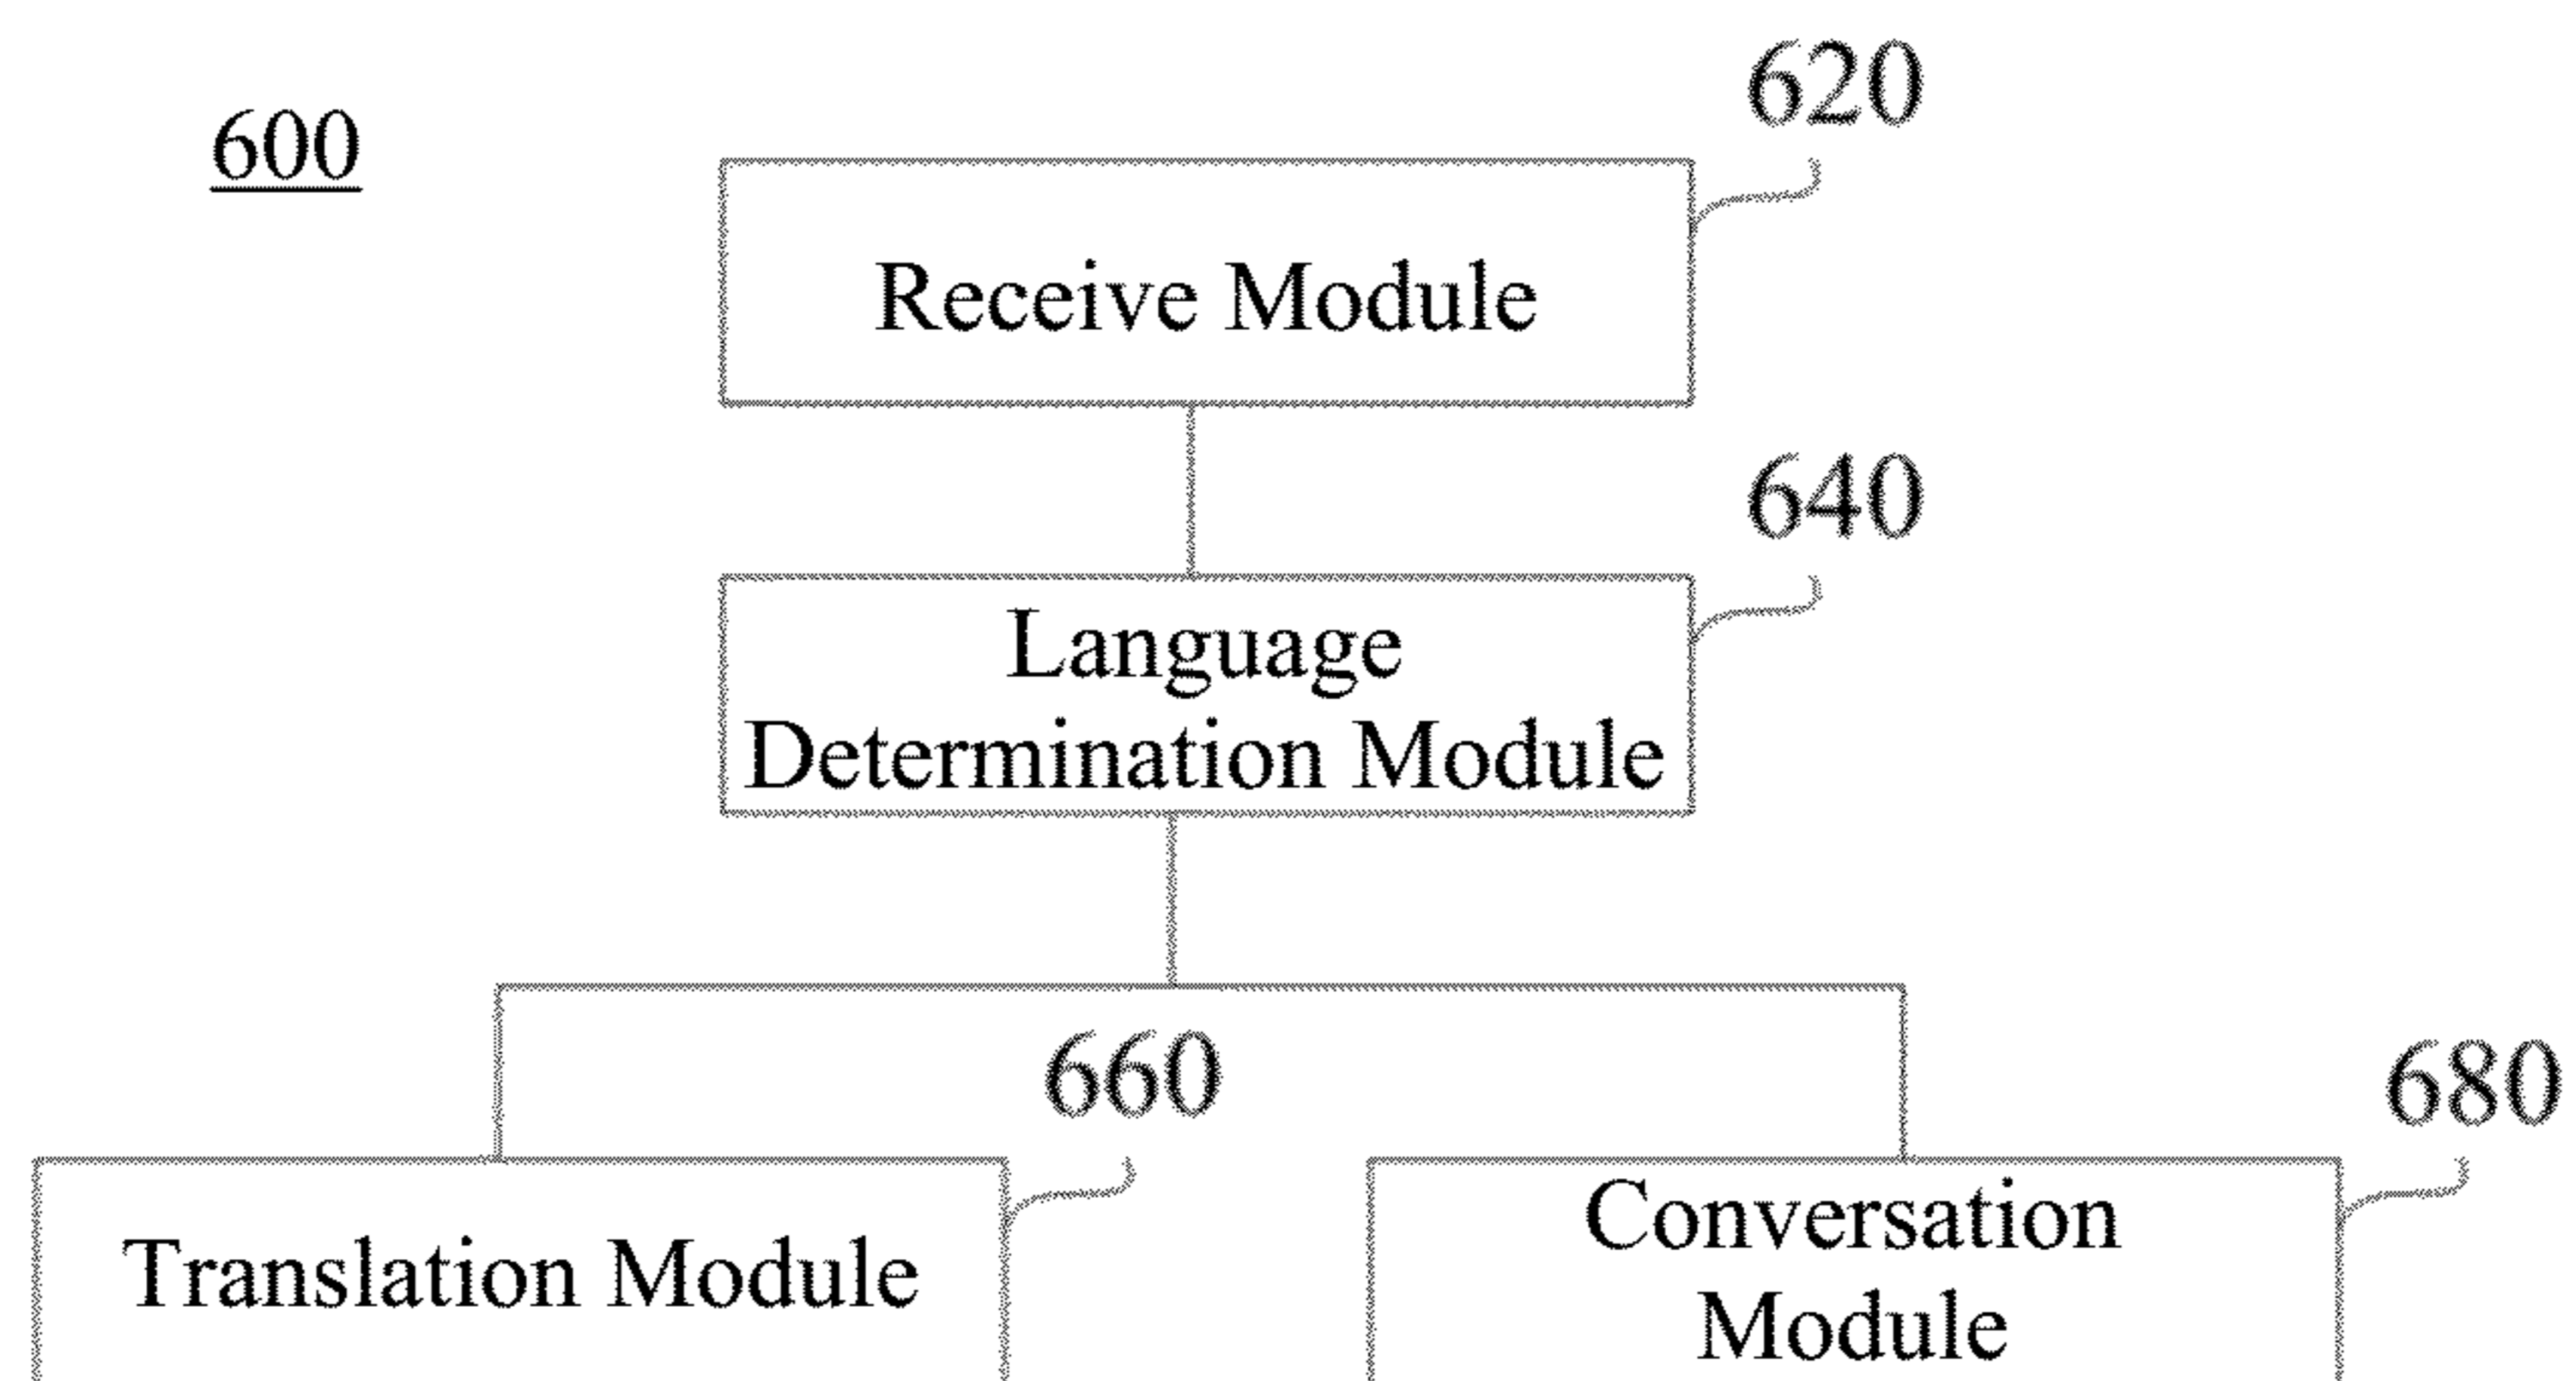 600
620
Receive Module
640
Language
Determination Module
660
680
Translation Module
Conversation
Module